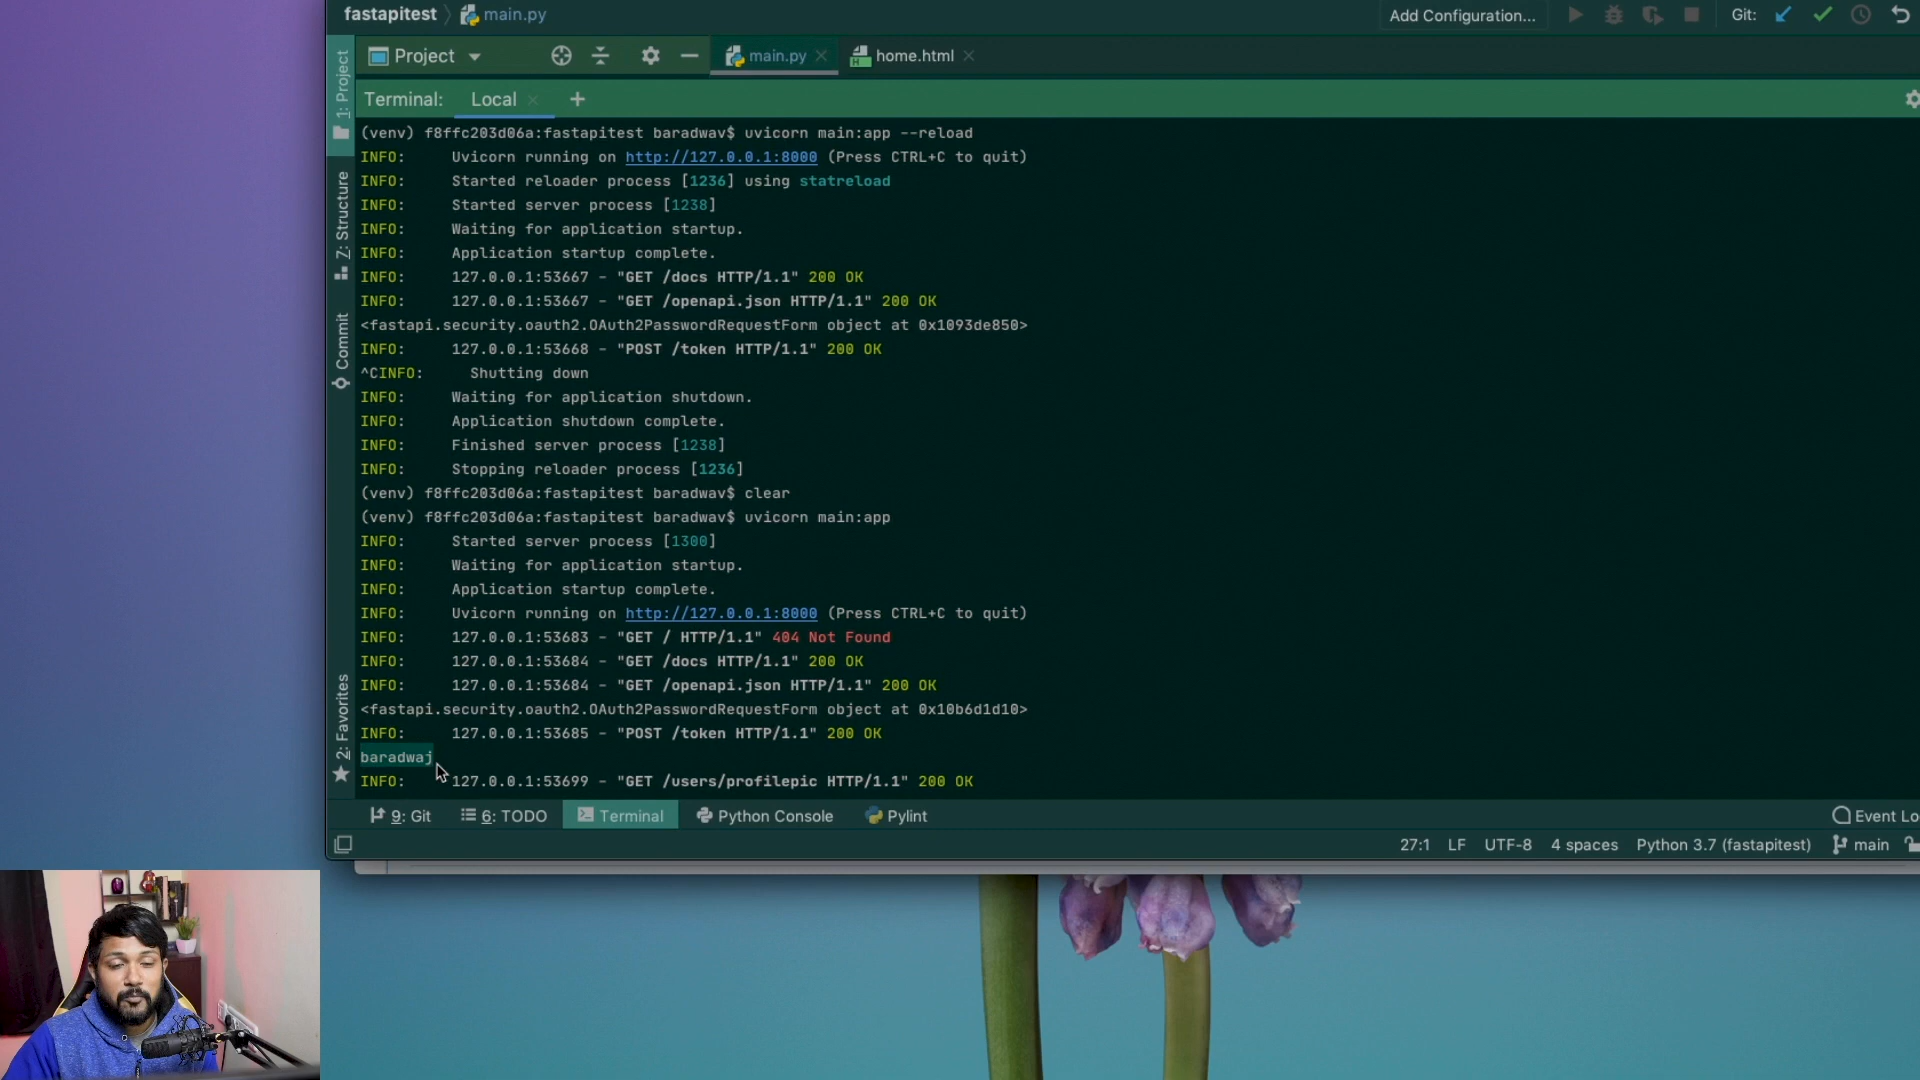 fastapitest main.py Add Configuration... Git:
Project main.py home.html
Terminal: Local +
(venv) f8ffc203d06a:fastapitest baradwav$ uvicorn main:app --reload
INFO: Uvicorn running on http://127.0.0.1:8000 (Press CTRL+C to quit)
INFO: Started reloader process [1236] using statreload
INFO: Started server process [1238]
INFO: Waiting for application startup.
INFO: Application startup complete.
INFO: 127.0.0.1:53667 - "GET /docs HTTP/1.1" 200 OK
INFO: 127.0.0.1:53667 - "GET /openapi.json HTTP/1.1" 200 OK
<fastapi.security.oauth2.OAuth2PasswordRequestForm object at 0x1093de850>
INFO: 127.0.0.1:53668 - "POST /token HTTP/1.1" 200 OK
^CINFO: Shutting down
INFO: Waiting for application shutdown.
INFO: Application shutdown complete.
INFO: Finished server process [1238]
INFO: Stopping reloader process [1236]
(venv) f8ffc203d06a:fastapitest baradwav$ clear
(venv) f8ffc203d06a:fastapitest baradwav$ uvicorn main:app
INFO: Started server process [1300]
INFO: Waiting for application startup.
INFO: Application startup complete.
INFO: Uvicorn running on http://127.0.0.1:8000 (Press CTRL+C to quit)
INFO: 127.0.0.1:53683 - "GET / HTTP/1.1" 404 Not Found
INFO: 127.0.0.1:53684 - "GET /docs HTTP/1.1" 200 OK
INFO: 127.0.0.1:53684 - "GET /openapi.json HTTP/1.1" 200 OK
<fastapi.security.oauth2.OAuth2PasswordRequestForm object at 0x10b6d1d10>
INFO: 127.0.0.1:53685 - "POST /token HTTP/1.1" 200 OK
baradwaj
INFO: 127.0.0.1:53699 - "GET /users/profilepic HTTP/1.1" 200 OK
1: Project
7: Structure
Commit
2: Favorites
9: Git 6: TODO Terminal Python Console Pylint Event Lo
27:1 LF UTF-8 4 spaces Python 3.7 (fastapitest) main